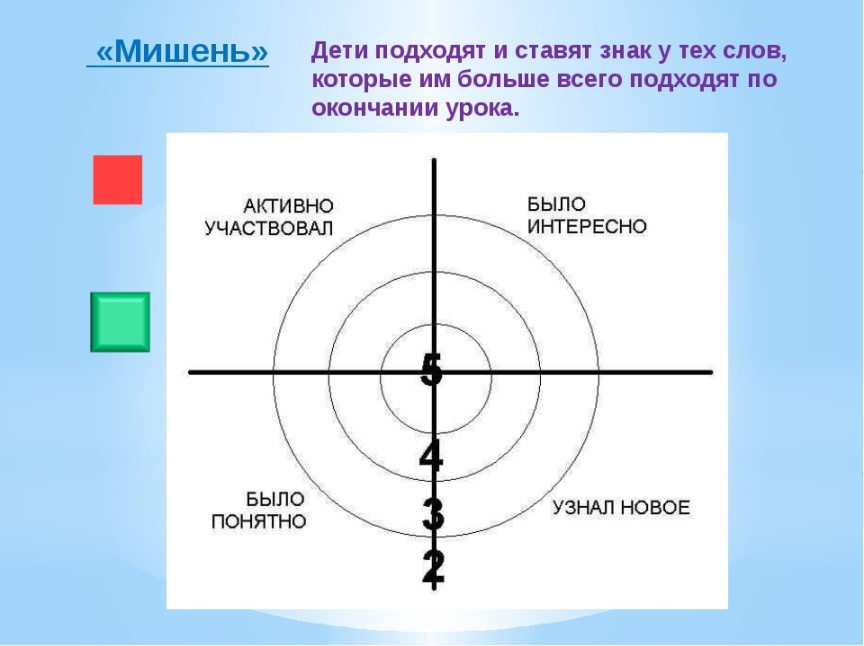 «Мишень»
Дети подходят и ставят знак у тех слов,
которые им больше всего подходят по
окончании урока.
АКТИВНО
УЧАСТВОВАЛ
БЫЛО
ИНТЕРЕСНО
5
4
3
2
БЫЛО
ПОНЯТНО
УЗНАЛ НОВОЕ